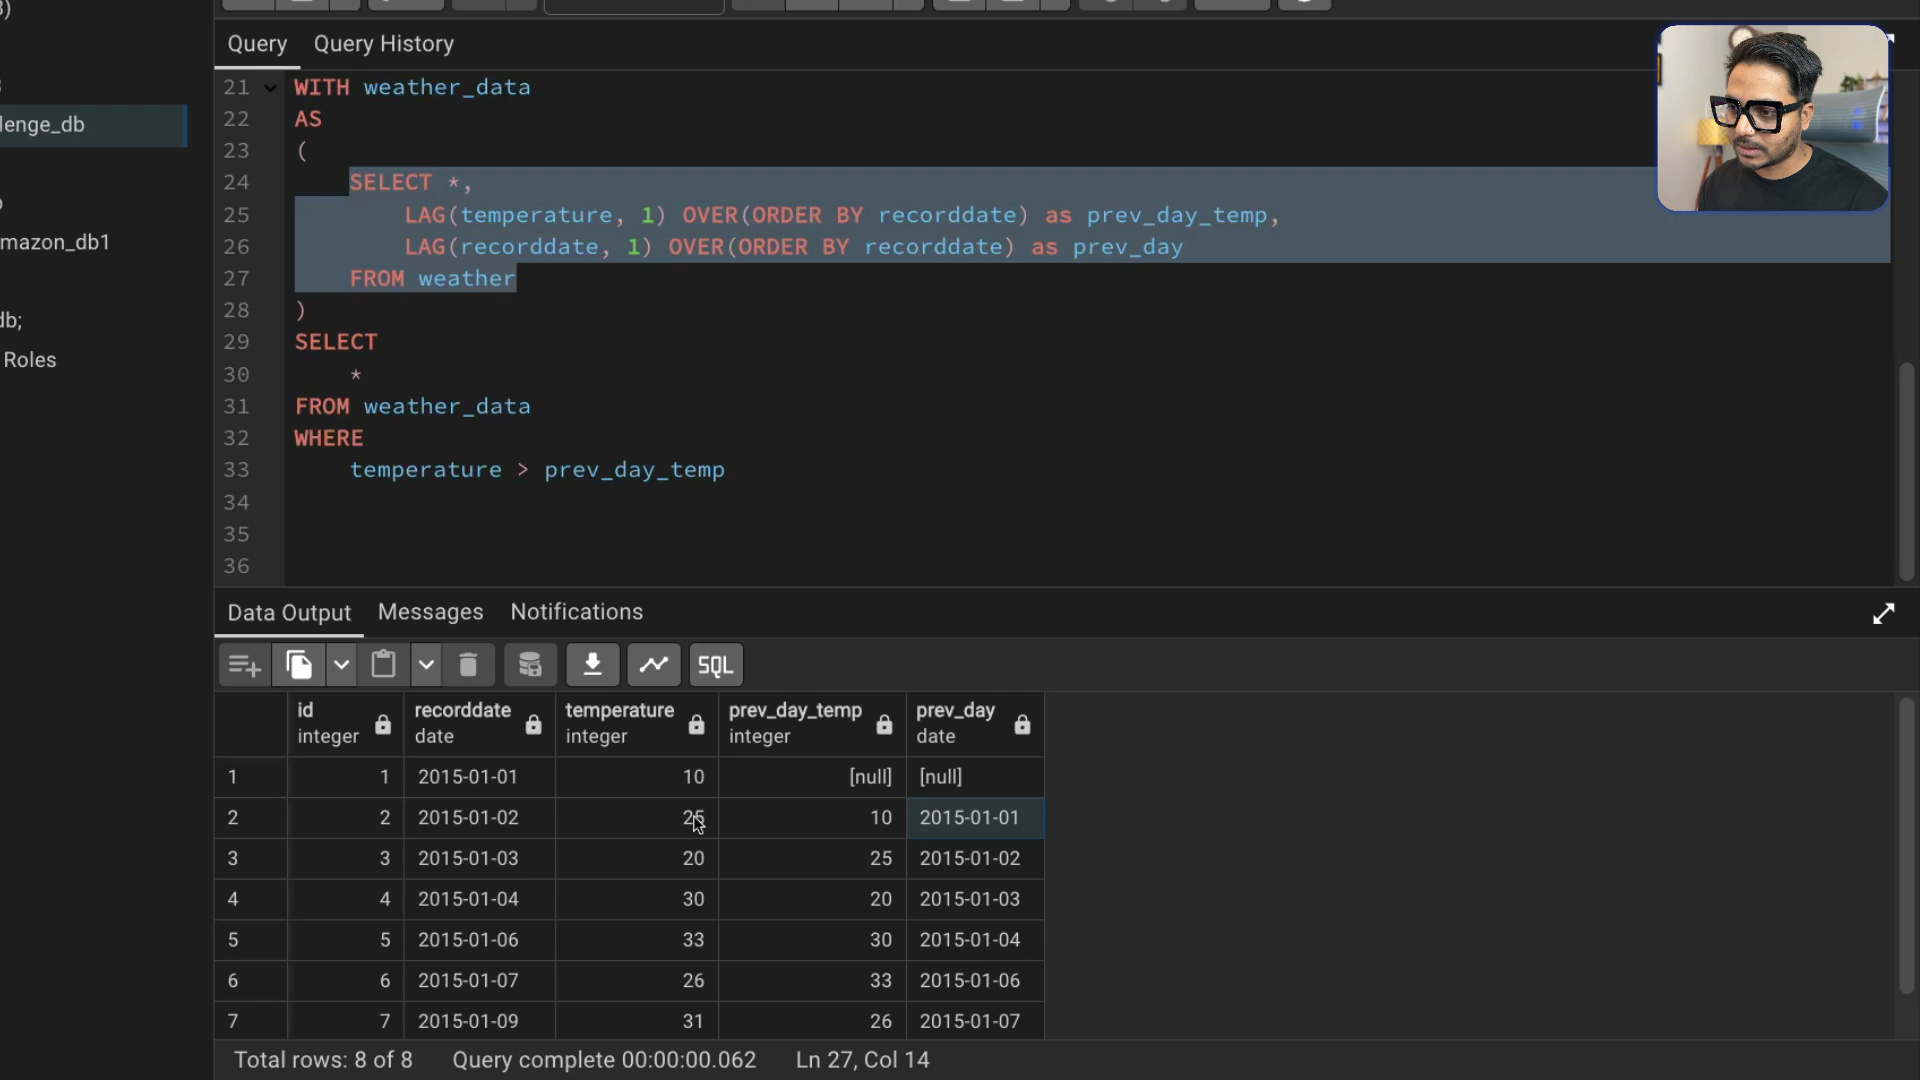 3)
lenge_db
mazon_db1
db;
Roles
Query Query History
21 WITH weather_data
22 AS
23 (
24 SELECT *,
25 LAG(temperature, 1) OVER(ORDER BY recorddate) as prev_day_temp,
26 LAG(recorddate, 1) OVER(ORDER BY recorddate) as prev_day
27 FROM weather
28 )
29 SELECT
30 *
31 FROM weather_data
32 WHERE
33 temperature > prev_day_temp
34
35
36
Data Output Messages Notifications
SQL
id recorddate temperature prev_day_temp prev_day
integer date integer integer date
1 1 2015-01-01 10 [null] [null]
2 2 2015-01-02 25 10 2015-01-01
3 3 2015-01-03 20 25 2015-01-02
4 4 2015-01-04 30 20 2015-01-03
5 5 2015-01-06 33 30 2015-01-04
6 6 2015-01-07 26 33 2015-01-06
7 7 2015-01-09 31 26 2015-01-07
Total rows: 8 of 8 Query complete 00:00:00.062 Ln 27, Col 14